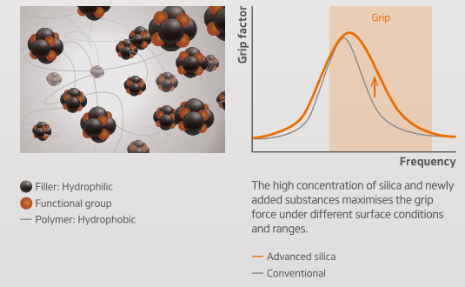 Grip factor
Grip
Frequency
Filler: Hydrophilic
Functional group
Polymer: Hydrophobic
The high concentration of silica and newly
added substances maximises the grip
force under different surface conditions
and ranges.
Advanced silica
Conventional